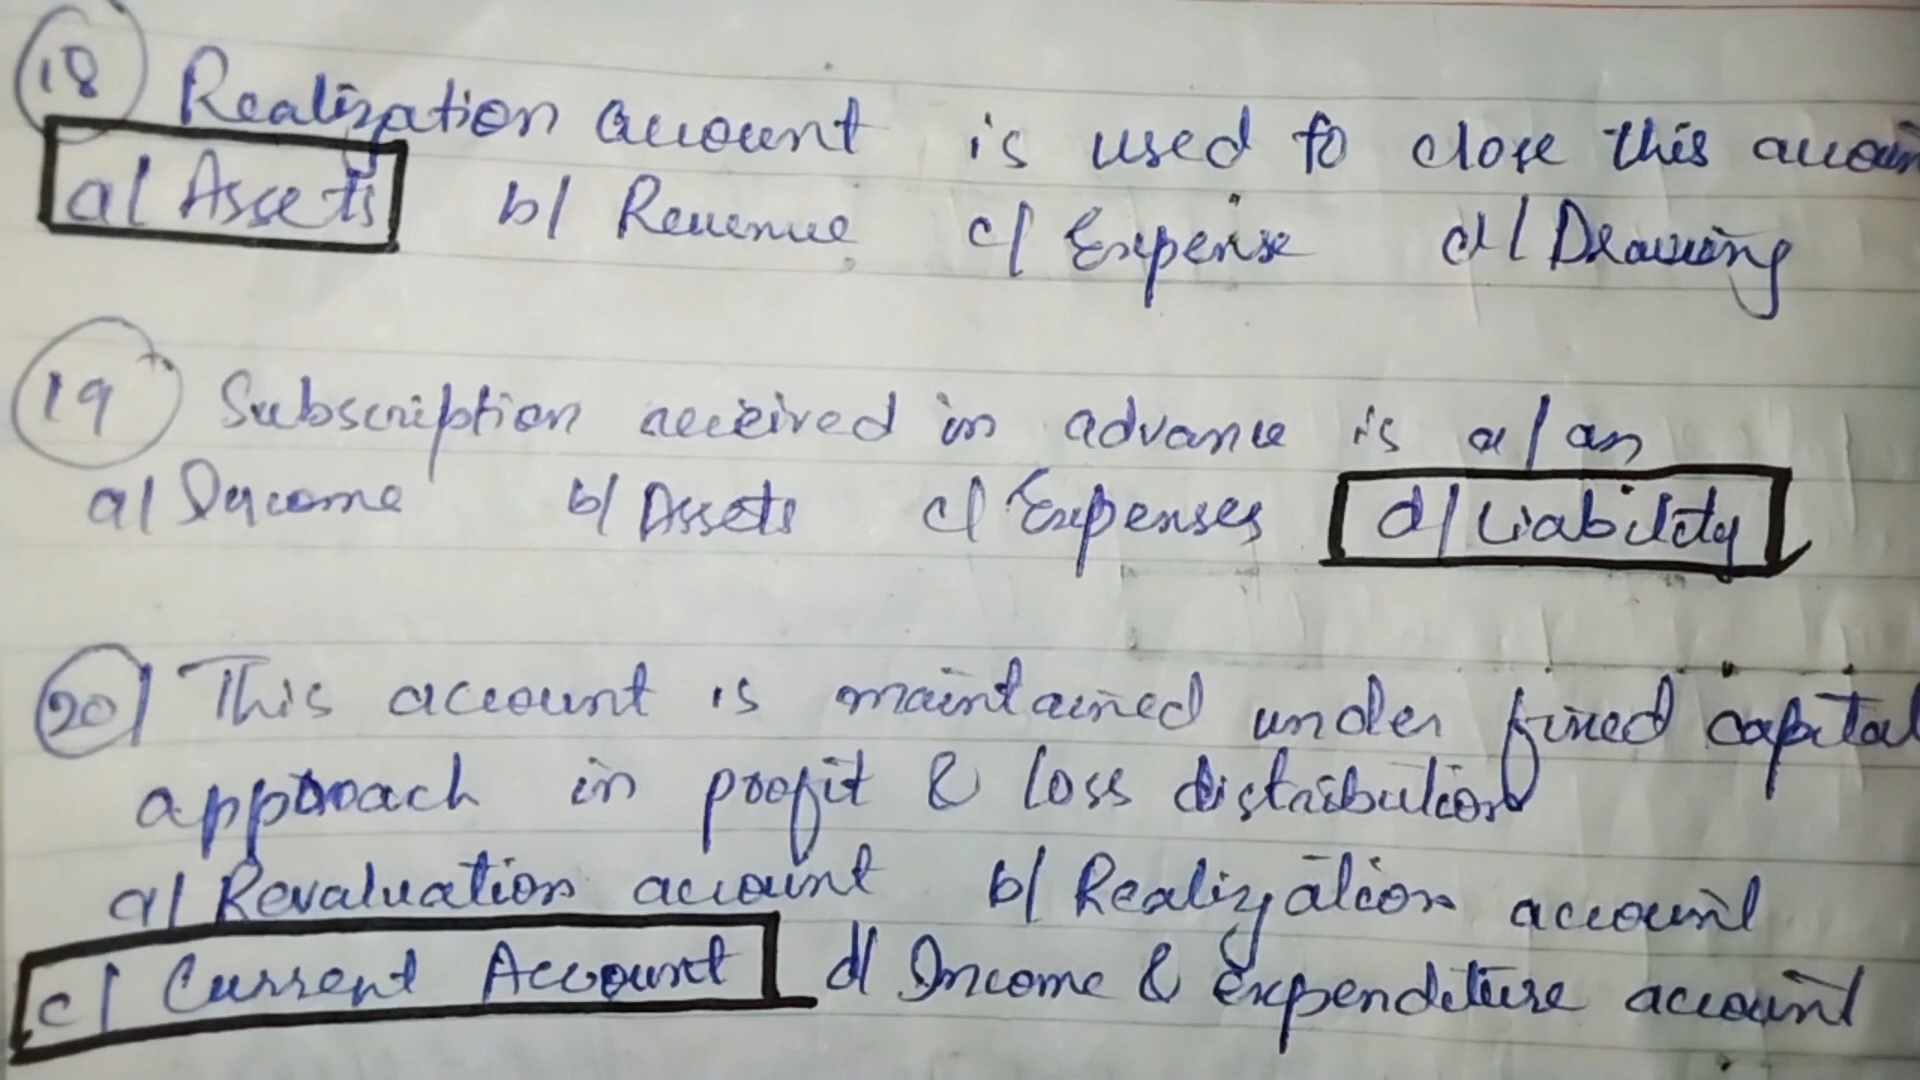 18 Realization account is used to close this accoun
a/ Assets b/ Revenue c/ Expense d/ Drawing
19 Subscription received in advance is a/an
a/ Income b/ Assets c/ Expenses d/ Liability
20/ This account is maintained under fixed capital
approach in profit & loss distribution
a/ Revaluation account b/ Realization account
c/ Current Account d/ Income & Expenditure account